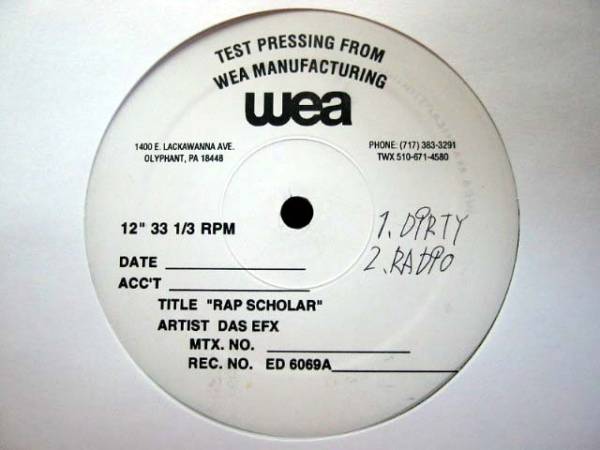 TEST PRESSING FROM
WEA MANUFACTURING
wea
1400 E. LACKAWANNA AVE.
OLYPHANT, PA 18448
PHONE: (717) 383-3291
TWX 510-671-4580
12" 33 1/3 RPM
1. DIRTY
2. RADIO
DATE
ACC'T
TITLE "RAP SCHOLAR"
ARTIST DAS EFX
MTX. NO.
REC. NO. ED 6069A